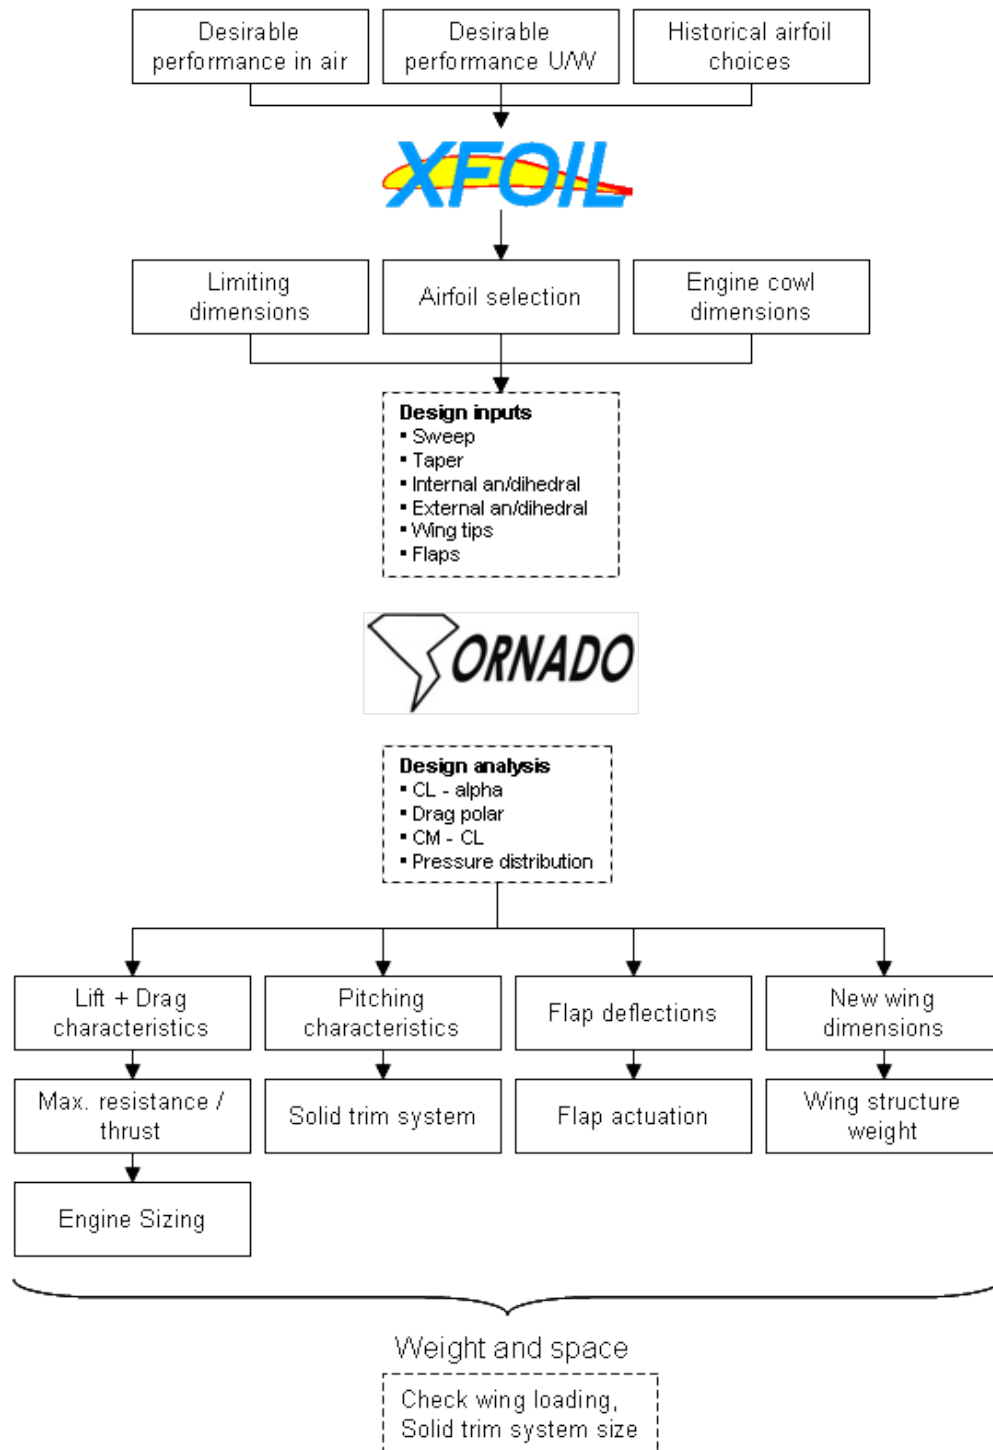 Desirable
performance in air
Desirable
performance U/W
Historical airfoil
choices
XFOIL
Limiting
dimensions
Airfoil selection
Engine cowl
dimensions
Design inputs
▪ Sweep
▪ Taper
▪ Internal an/dihedral
▪ External an/dihedral
▪ Wing tips
▪ Flaps
TORNADO
Design analysis
▪ CL - alpha
▪ Drag polar
▪ CM - CL
▪ Pressure distribution
Lift + Drag
characteristics
Pitching
characteristics
Flap deflections
New wing
dimensions
Max. resistance /
thrust
Solid trim system
Flap actuation
Wing structure
weight
Engine Sizing
Weight and space
Check wing loading,
Solid trim system size